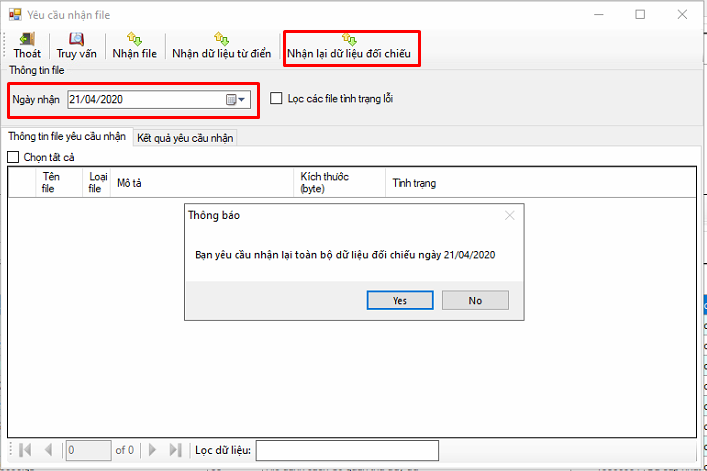 Yêu cầu nhận file
Thoát Truy vấn Nhận file Nhận dữ liệu từ điển Nhận lại dữ liệu đối chiếu
Thông tin file
Ngày nhận 21/04/2020 Lọc các file tình trạng lỗi
Thông tin file yêu cầu nhận Kết quả yêu cầu nhận
Chọn tất cả
Tên file Loại file Mô tả Kích thước (byte) Tình trạng
Thông báo
Bạn yêu cầu nhận lại toàn bộ dữ liệu đối chiếu ngày 21/04/2020
Yes No
0 of 0 Lọc dữ liệu: